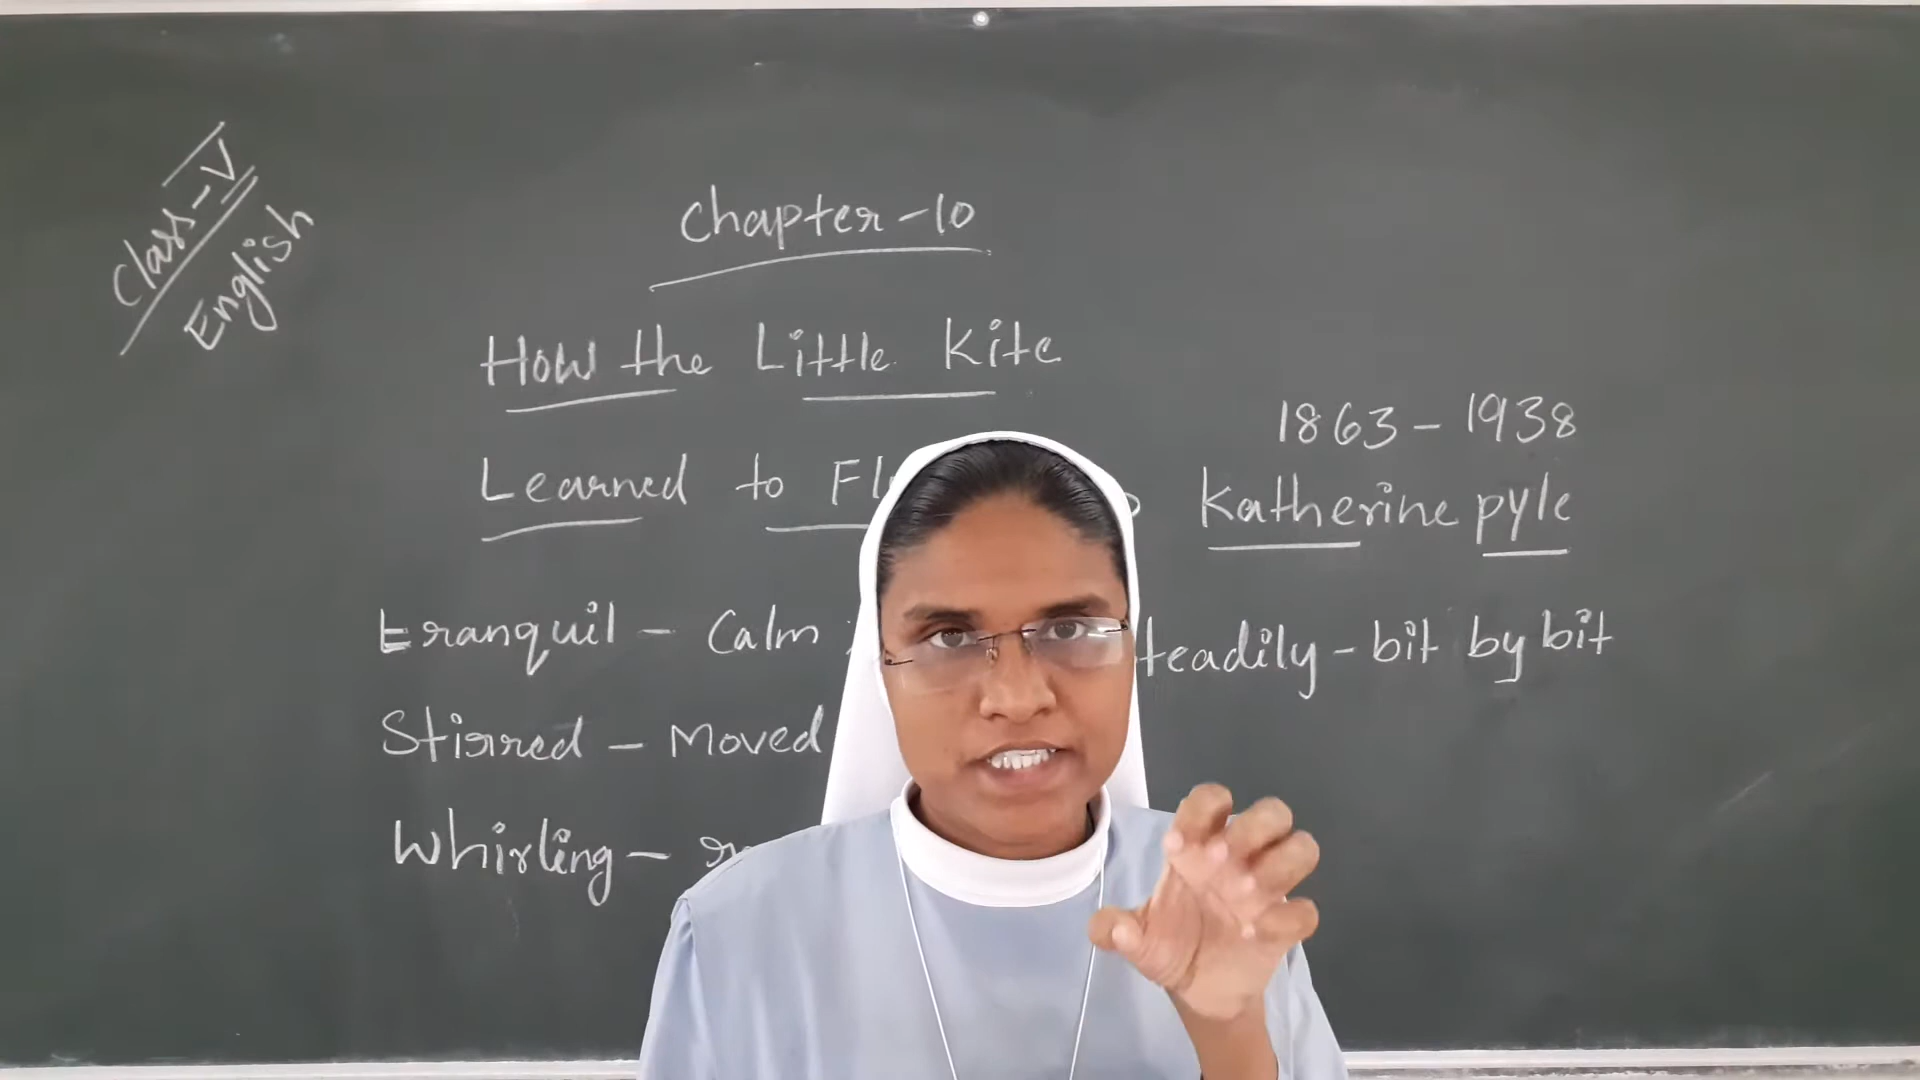 Class-V
English
Chapter-10
How the Little Kite
1863-1938
Learned to
Katherine pyle
tranquil - Calm
bit by bit
Stirred - Moved
Whirling -